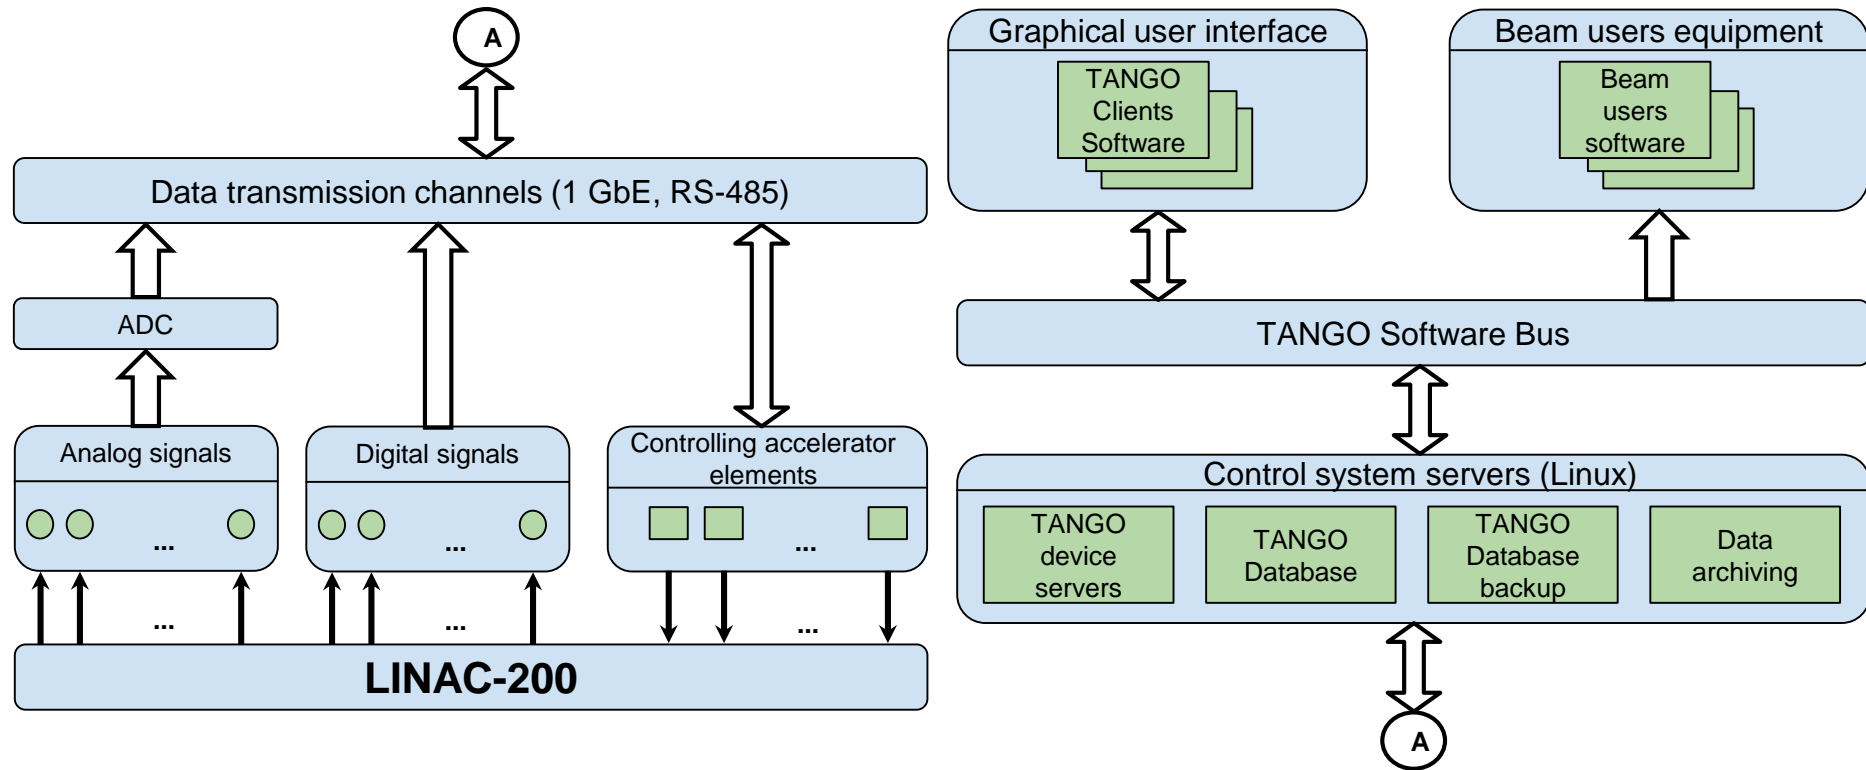 A
Data transmission channels (1 GbE, RS-485)
ADC
Analog signals
...
...
Digital signals
...
...
Controlling accelerator
elements
...
...
LINAC-200
Graphical user interface
TANGO
Clients
Software
Beam users equipment
Beam
users
software
TANGO Software Bus
Control system servers (Linux)
TANGO
device
servers
TANGO
Database
TANGO
Database
backup
Data
archiving
A